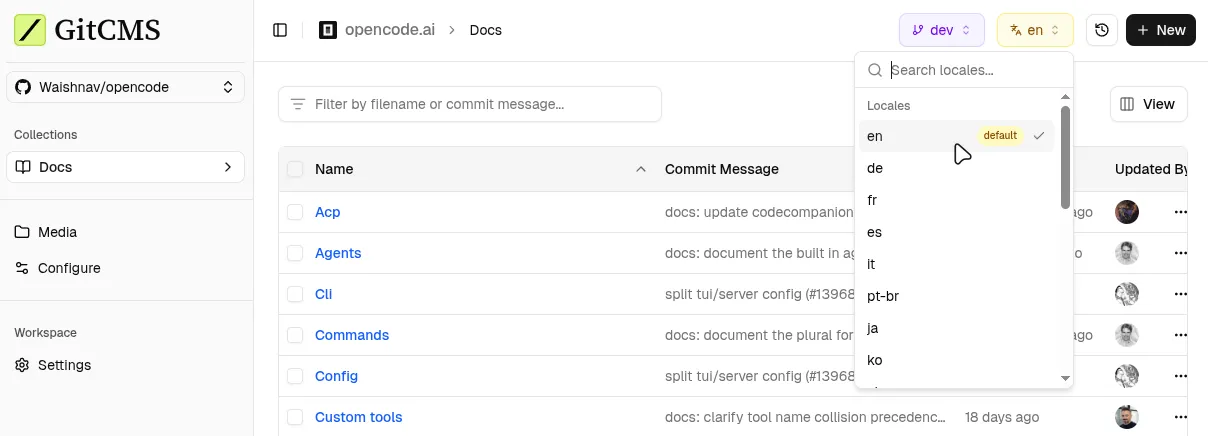 GitCMS
opencode.ai > Docs
dev
en
New
Waishnav/opencode
Search locales...
Collections
Filter by filename or commit message...
View
Locales
Docs
en default
Name
Commit Message
Updated By
de
fr
Acp
docs: update codecompanion
ago
Media
es
Agents
docs: document the built in ag
o
Configure
it
Cli
split tui/server config (#13968
pt-br
Workspace
Commands
docs: document the plural for
ago
ja
Settings
ko
Config
split tui/server config (#13968
Custom tools
docs: clarify tool name collision precedenc...
18 days ago